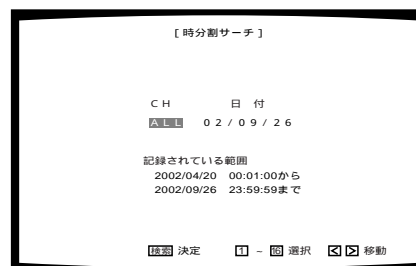 [ 時分割サーチ ]
CH 日 付
ALL 02/09/26
記録されている範囲
2002/04/20 00:01:00から
2002/09/26 23:59:59まで
検索 決定 1 ~ 16 選択 < > 移動